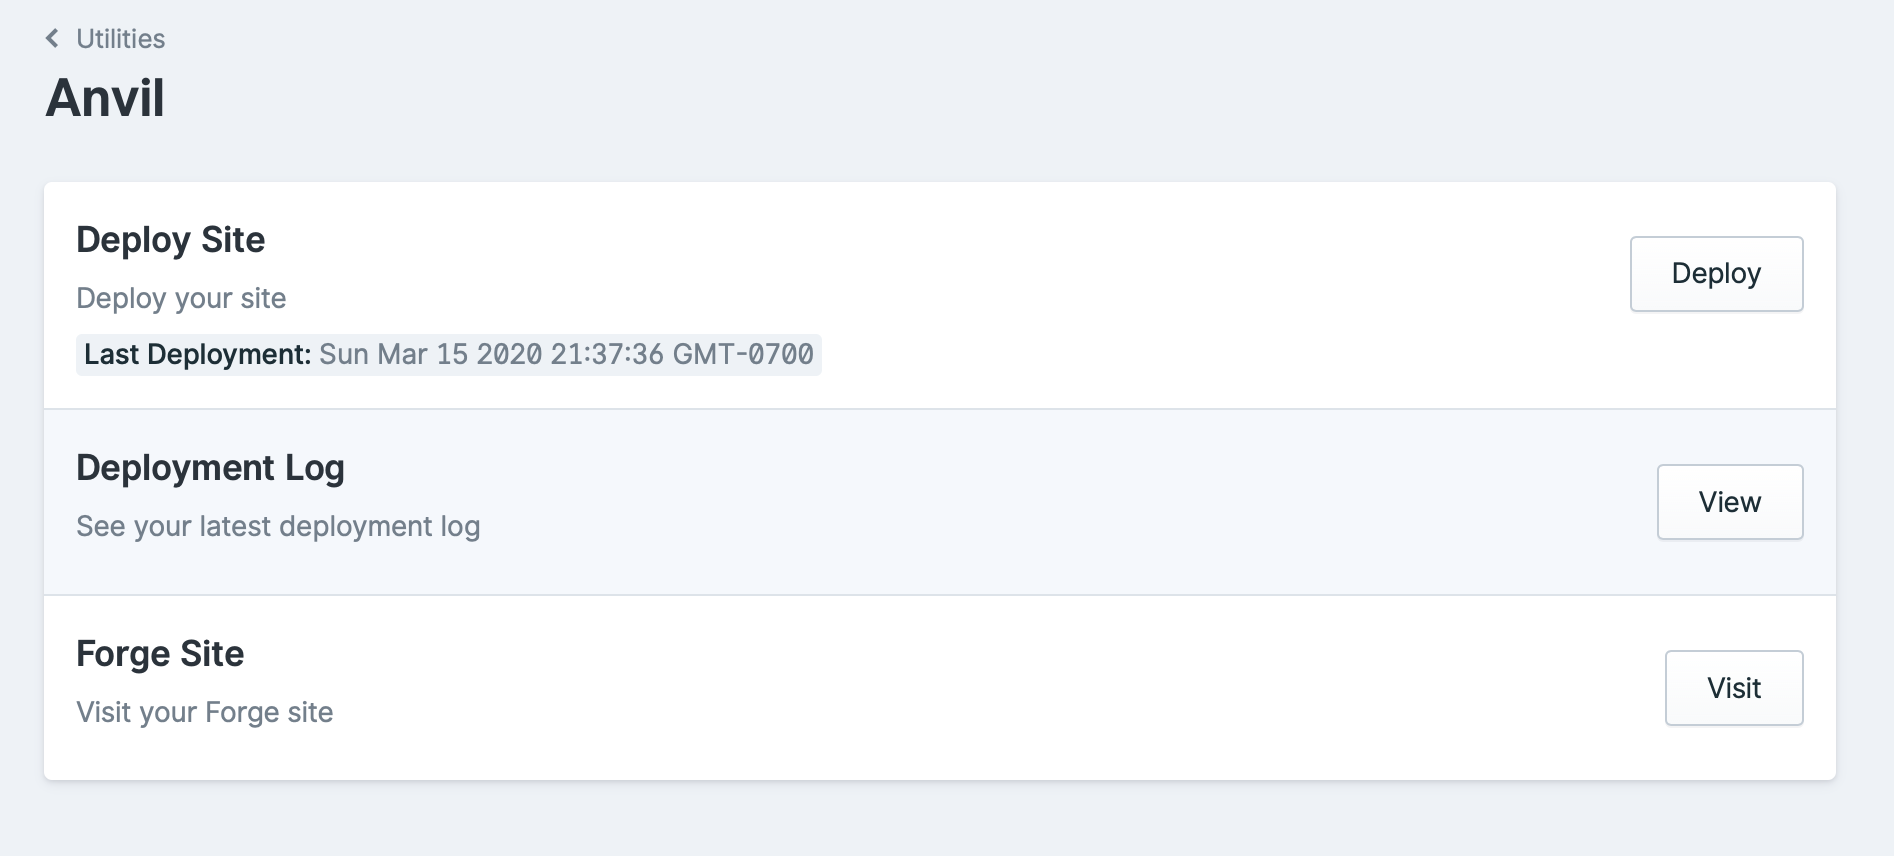 Utilities
Anvil
Deploy Site
Deploy your site
Last Deployment: Sun Mar 15 2020 21:37:36 GMT-0700
Deploy
Deployment Log
See your latest deployment log
View
Forge Site
Visit your Forge site
Visit